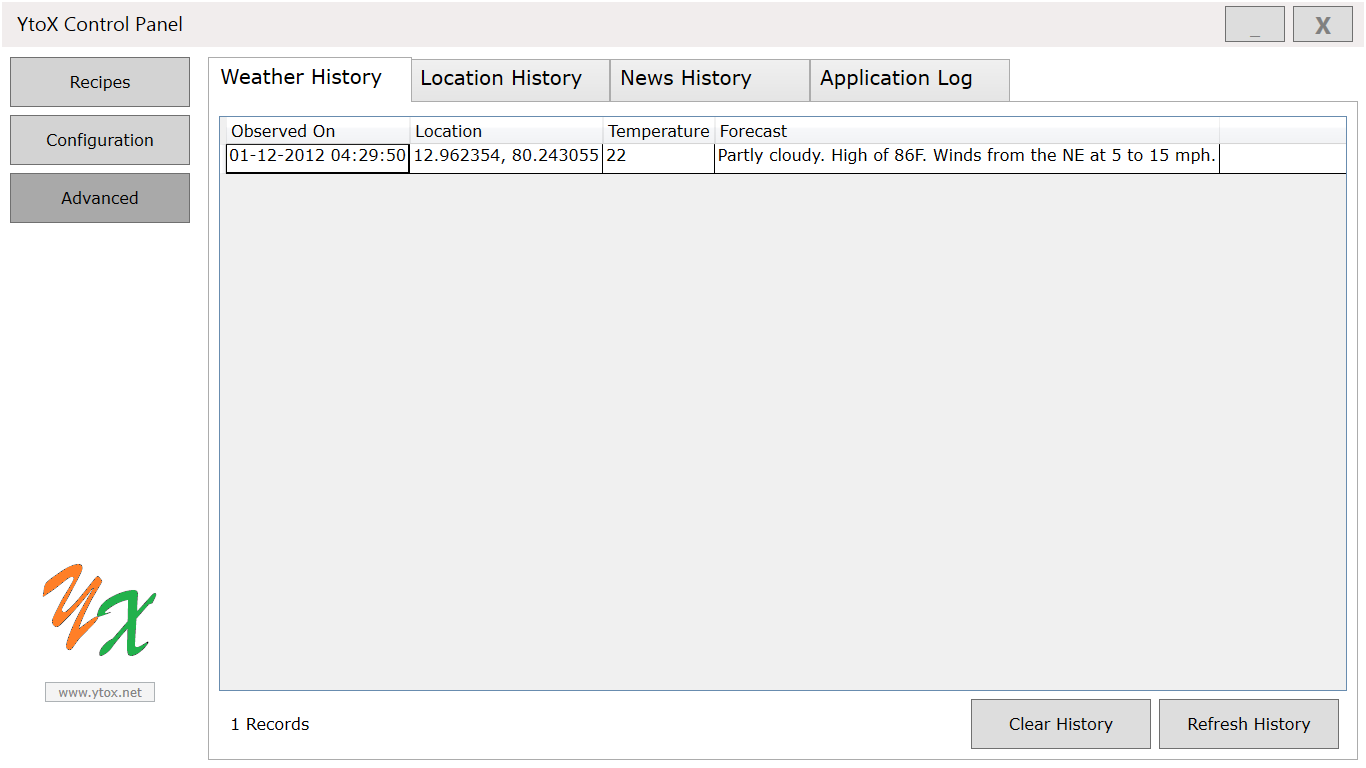 YtoX Control Panel _ X
Recipes
Configuration
Advanced
Weather History Location History News History Application Log
Observed On Location Temperature Forecast
01-12-2012 04:29:50 12.962354, 80.243055 22 Partly cloudy. High of 86F. Winds from the NE at 5 to 15 mph.
YX
www.ytox.net
1 Records Clear History Refresh History